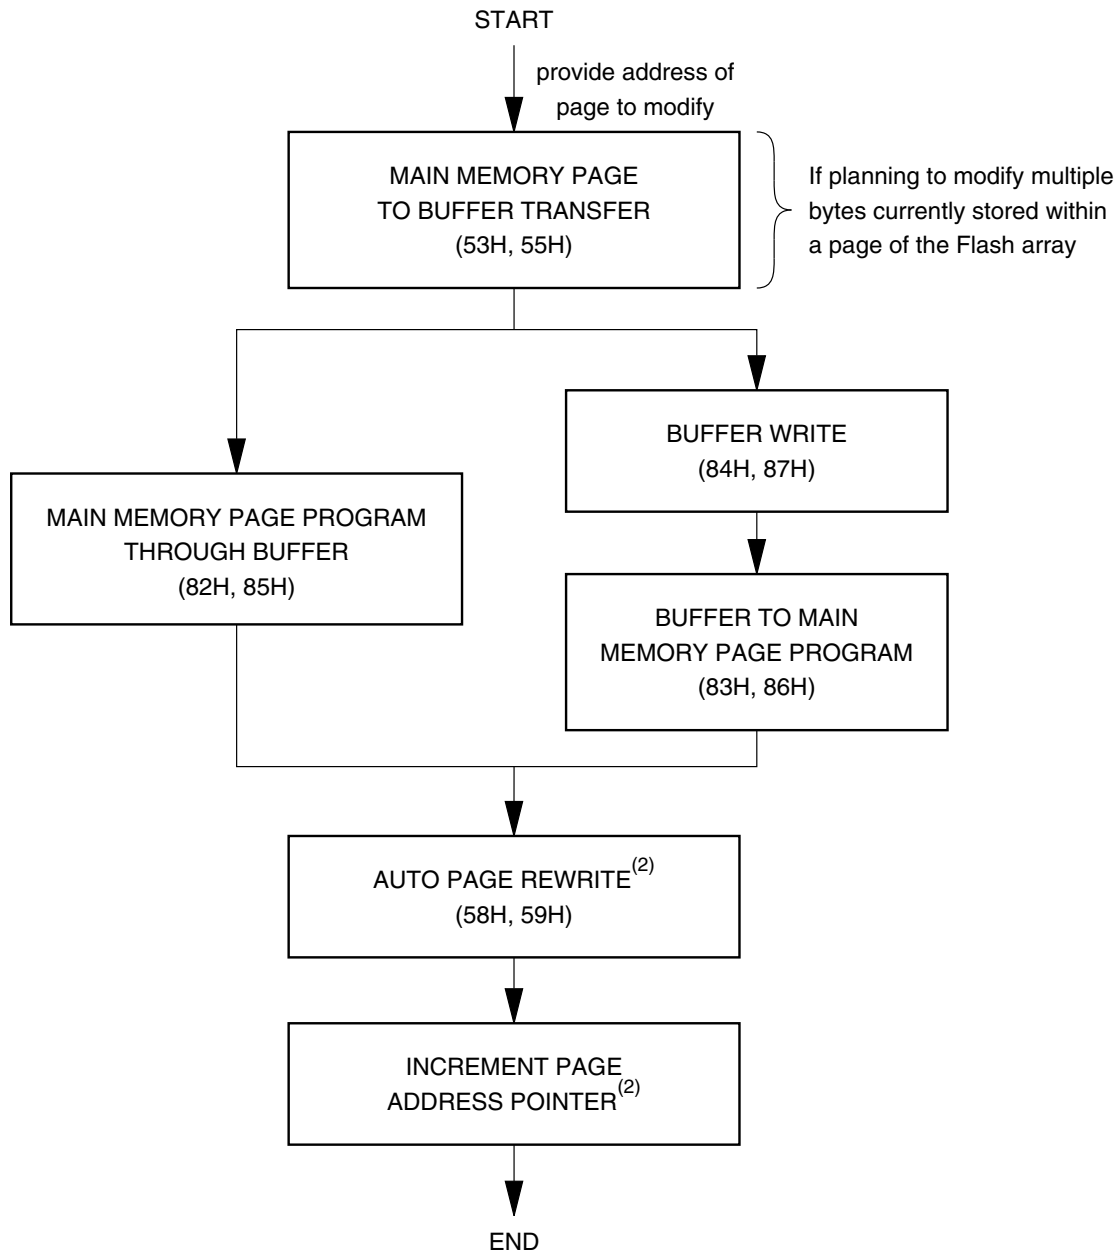 START
provide address of
page to modify
MAIN MEMORY PAGE
TO BUFFER TRANSFER
(53H, 55H)
If planning to modify multiple
bytes currently stored within
a page of the Flash array
BUFFER WRITE
(84H, 87H)
MAIN MEMORY PAGE PROGRAM
THROUGH BUFFER
(82H, 85H)
BUFFER TO MAIN
MEMORY PAGE PROGRAM
(83H, 86H)
AUTO PAGE REWRITE(2)
(58H, 59H)
INCREMENT PAGE
ADDRESS POINTER(2)
END